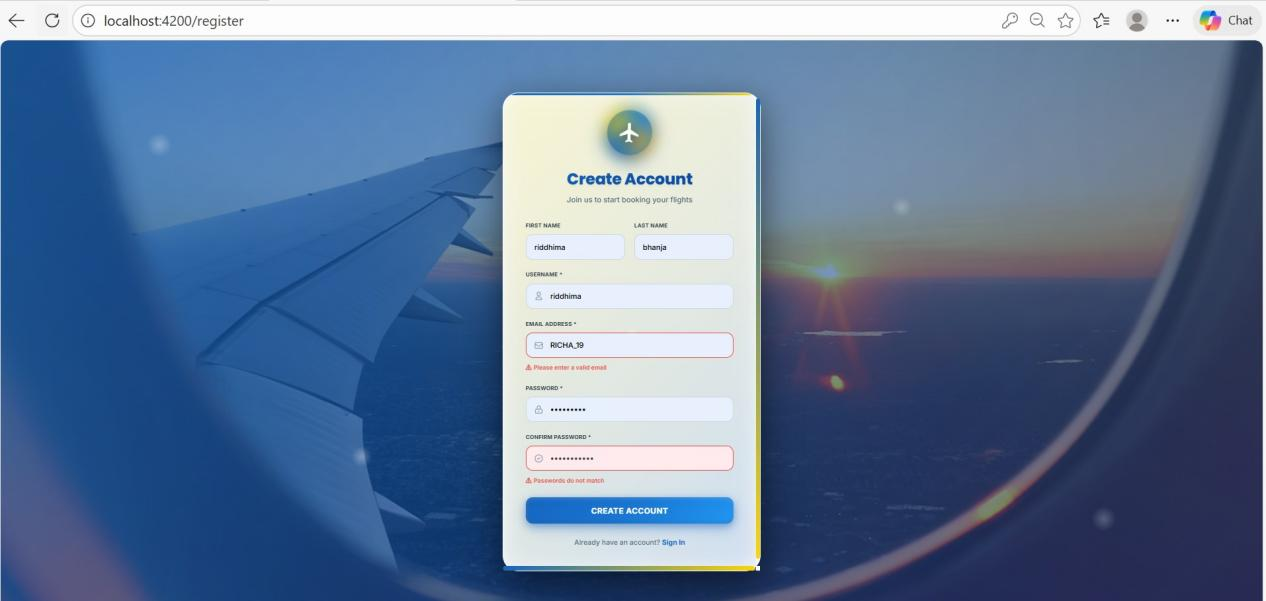 localhost:4200/register
Chat
Create Account
Join us to start booking your flights
FIRST NAME LAST NAME
riddhima bhanja
USERNAME *
riddhima
EMAIL ADDRESS *
RICHA_19
Please enter a valid email
PASSWORD *
•••••••••
CONFIRM PASSWORD *
•••••••••••
Passwords do not match
CREATE ACCOUNT
Already have an account? Sign In